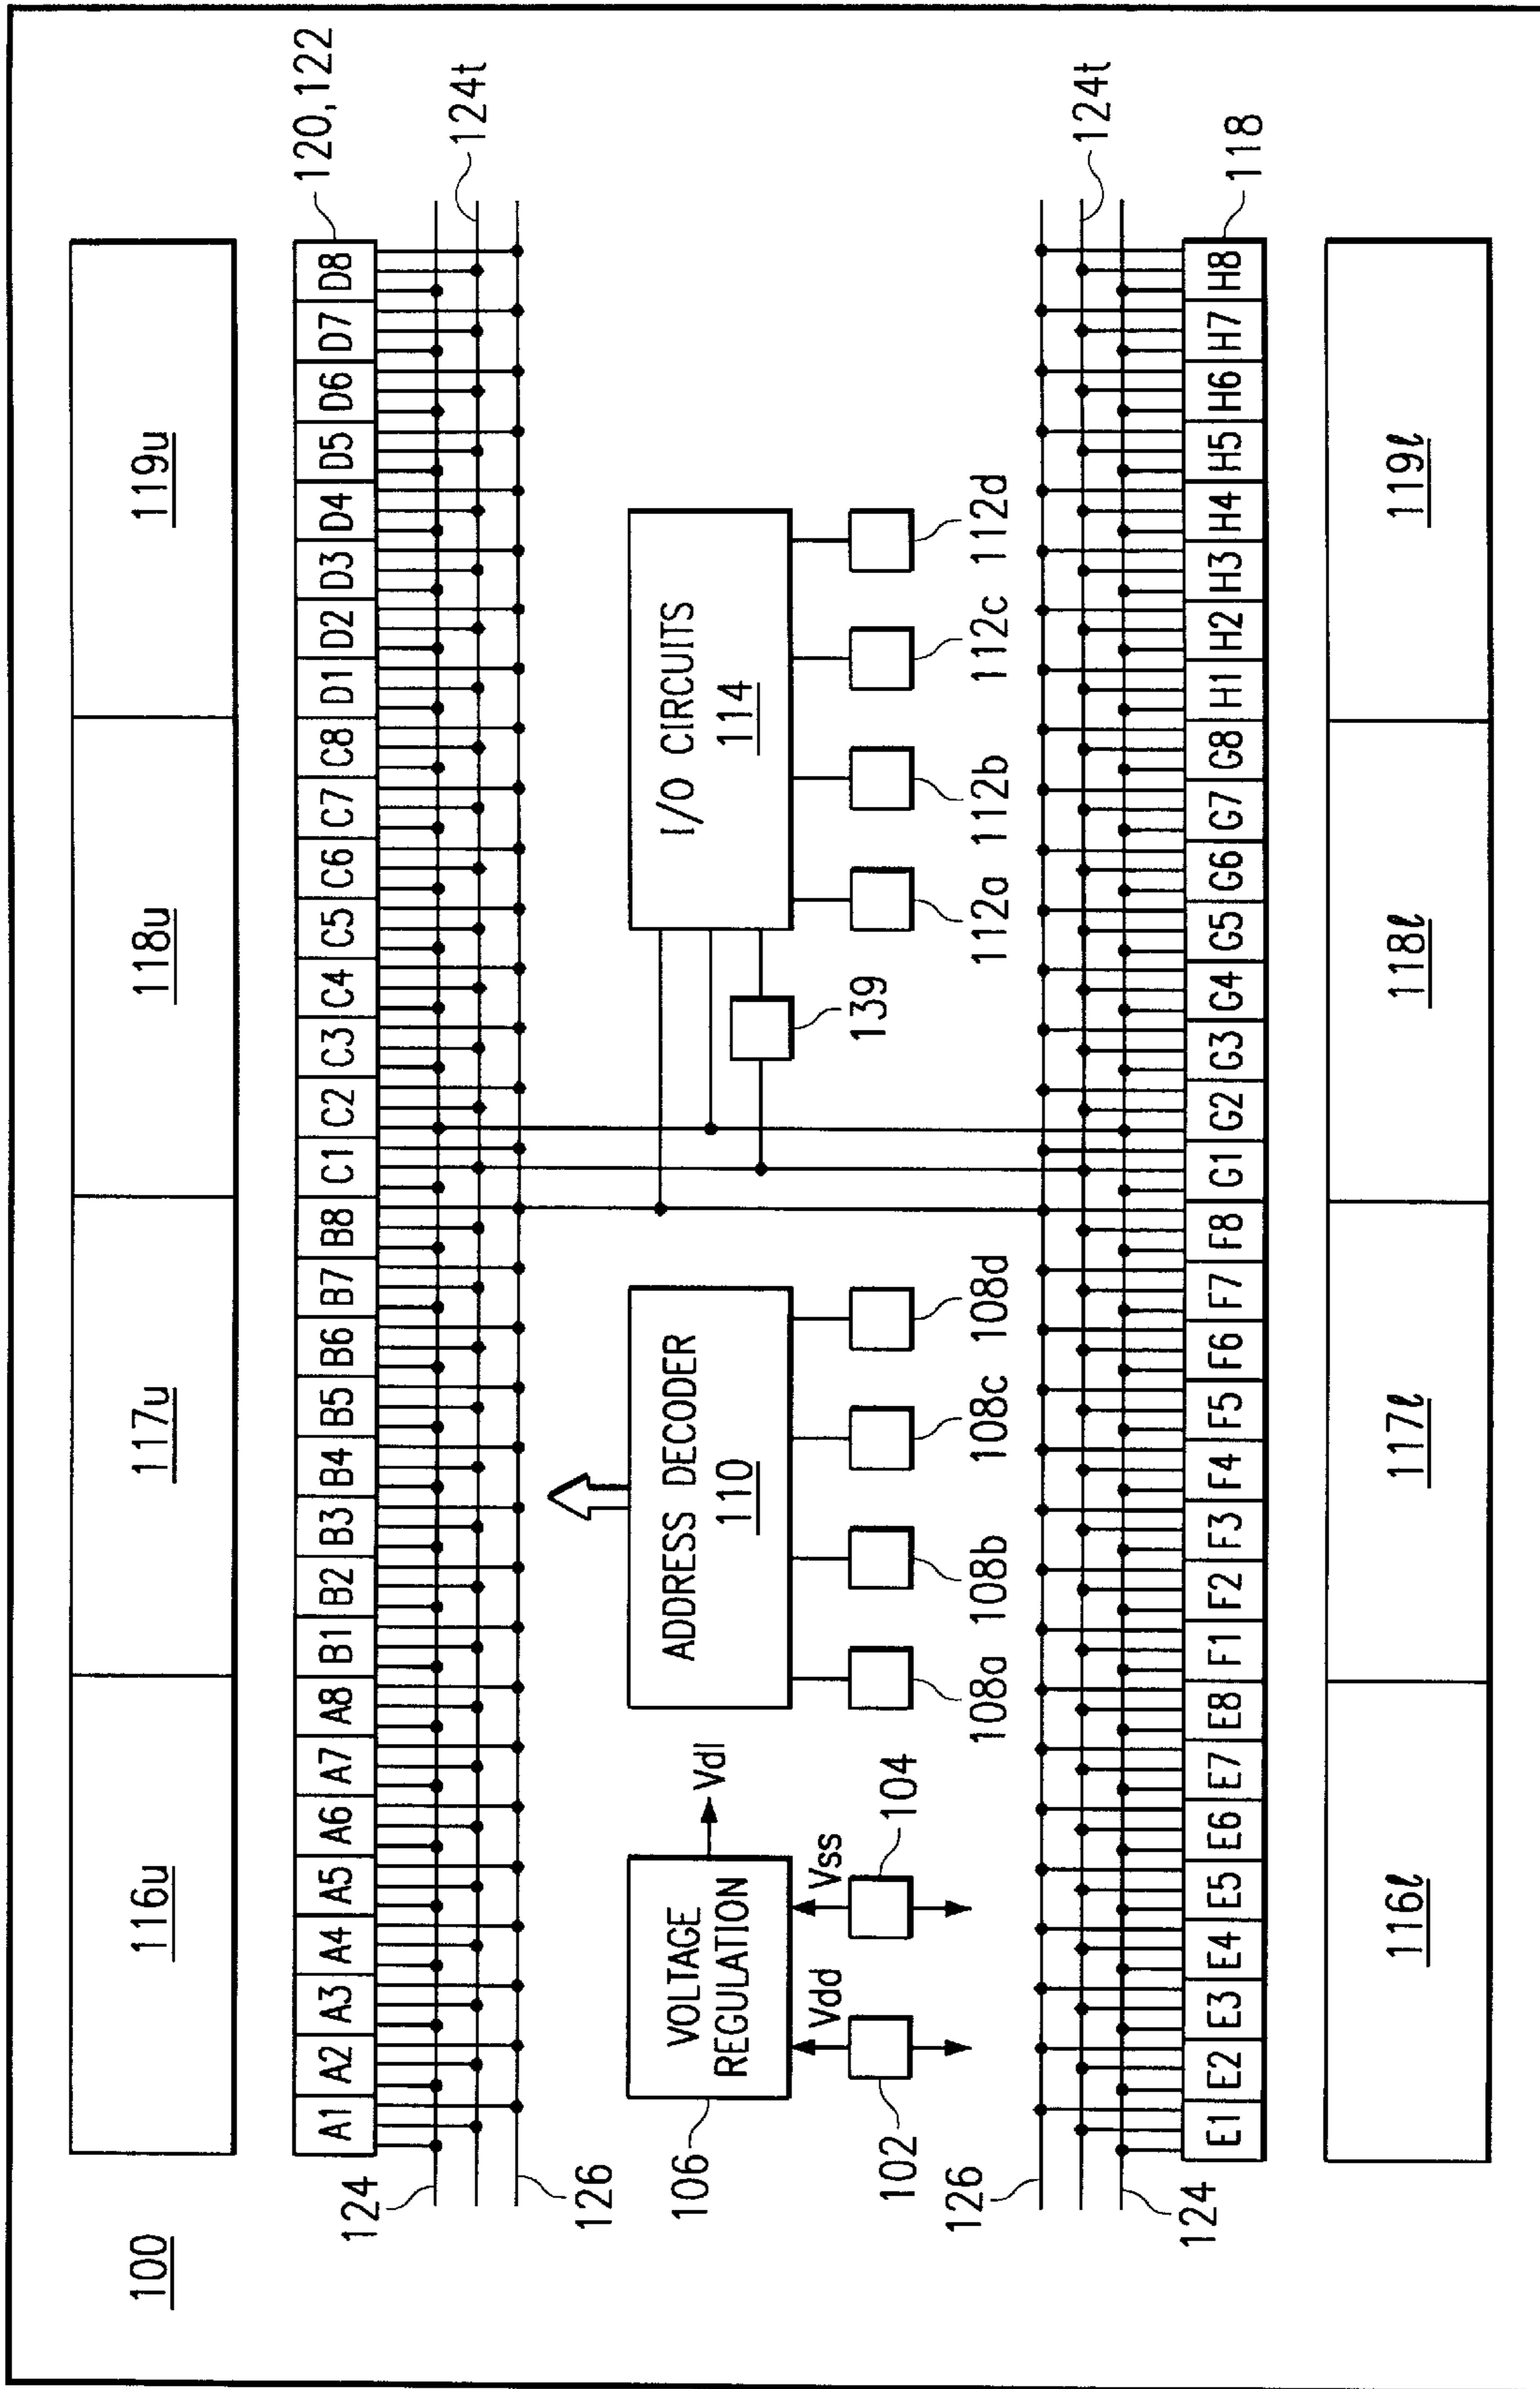 100
116u 117u 118u 119u
120,122
A1 A2 A3 A4 A5 A6 A7 A8 B1 B2 B3 B4 B5 B6 B7 B8 C1 C2 C3 C4 C5 C6 C7 C8 D1 D2 D3 D4 D5 D6 D7 D8
124
124t
126
106
VOLTAGE
REGULATION
Vdl
Vdd
Vss
102
104
ADDRESS DECODER
110
108a 108b 108c 108d
I/O CIRCUITS
114
139
112a 112b 112c 112d
126
124t
124
E1 E2 E3 E4 E5 E6 E7 E8 F1 F2 F3 F4 F5 F6 F7 F8 G1 G2 G3 G4 G5 G6 G7 G8 H1 H2 H3 H4 H5 H6 H7 H8
118
116ℓ 117ℓ 118ℓ 119ℓ